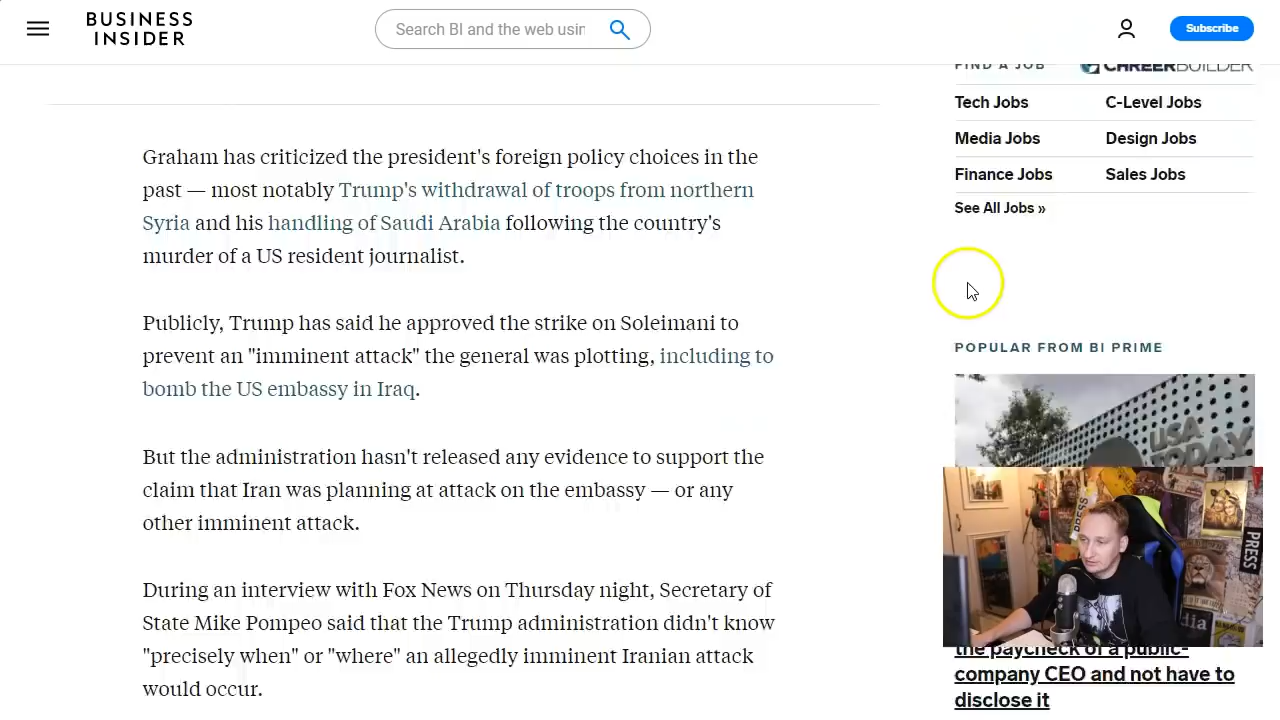 BUSINESS
INSIDER
Search BI and the web usin
Subscribe
FIND A JOB
CAREERBUILDER
Tech Jobs
C-Level Jobs
Media Jobs
Design Jobs
Finance Jobs
Sales Jobs
See All Jobs »
Graham has criticized the president's foreign policy choices in the
past — most notably Trump's withdrawal of troops from northern
Syria and his handling of Saudi Arabia following the country's
murder of a US resident journalist.
Publicly, Trump has said he approved the strike on Soleimani to
prevent an "imminent attack" the general was plotting, including to
bomb the US embassy in Iraq.
But the administration hasn't released any evidence to support the
claim that Iran was planning at attack on the embassy — or any
other imminent attack.
During an interview with Fox News on Thursday night, Secretary of
State Mike Pompeo said that the Trump administration didn't know
"precisely when" or "where" an allegedly imminent Iranian attack
would occur.
POPULAR FROM BI PRIME
USA
TODAY
PRESS
PRESS
the paycheck of a public-
company CEO and not have to
disclose it